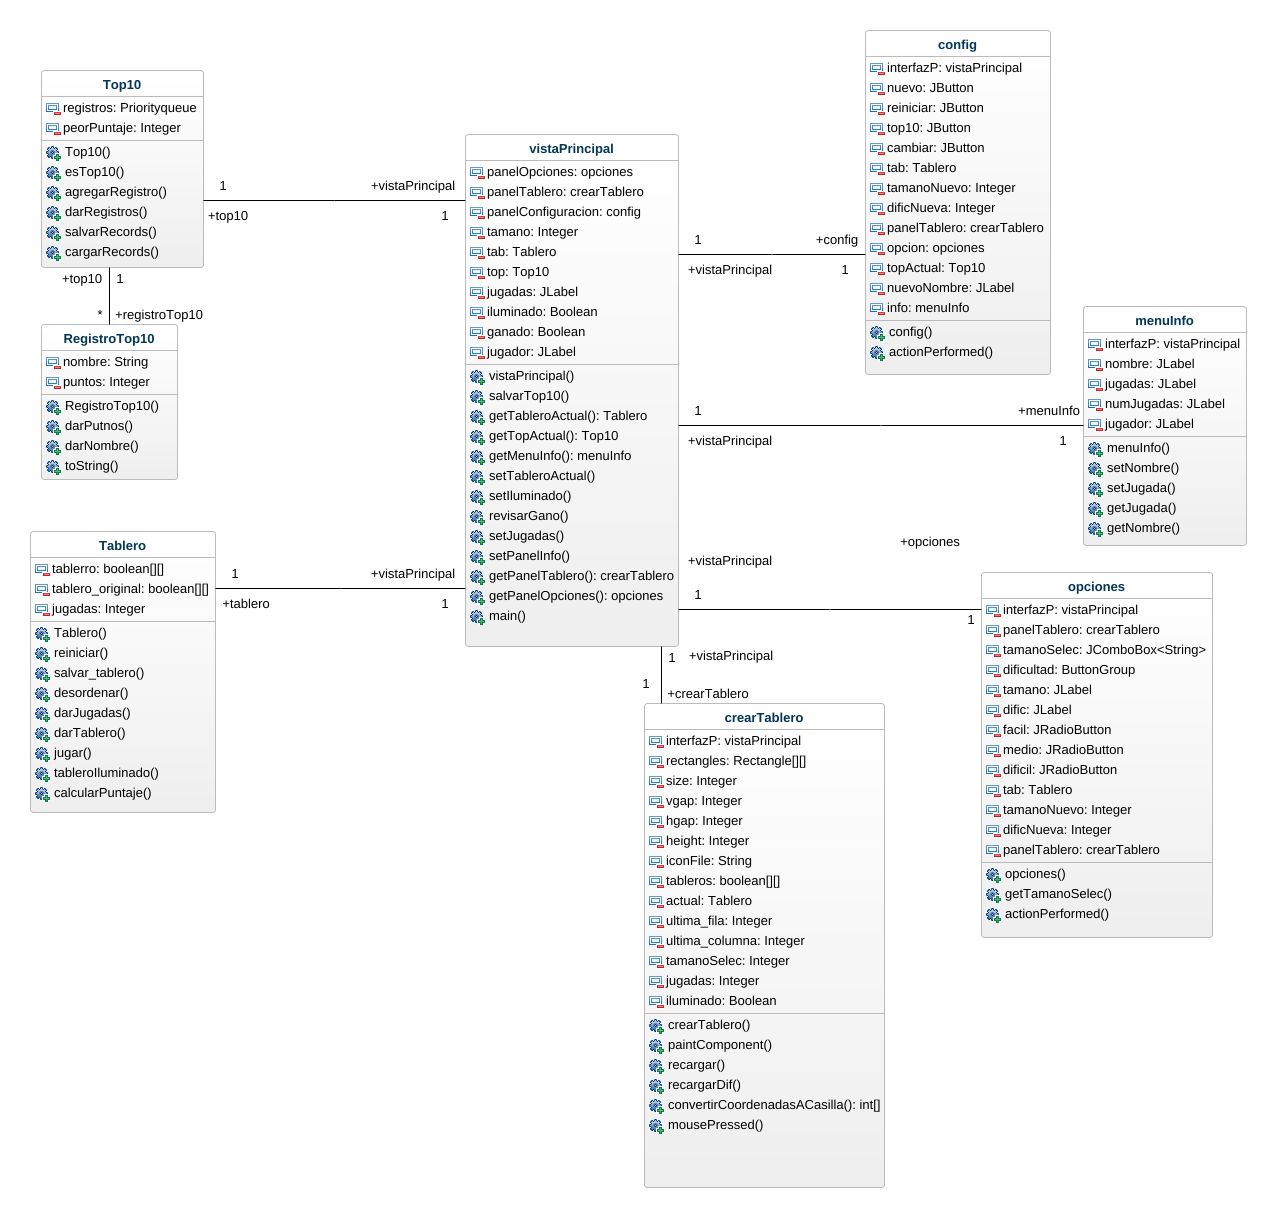 Top10
registros: Priorityqueue
peorPuntaje: Integer
Top10()
esTop10()
agregarRegistro()
darRegistros()
salvarRecords()
cargarRecords()
1
+top10
+vistaPrincipal
1
+top10
1
*
+registroTop10
RegistroTop10
nombre: String
puntos: Integer
RegistroTop10()
darPutnos()
darNombre()
toString()
Tablero
tablerro: boolean[][]
tablero_original: boolean[][]
jugadas: Integer
Tablero()
reiniciar()
salvar_tablero()
desordenar()
darJugadas()
darTablero()
jugar()
tableroIluminado()
calcularPuntaje()
1
+tablero
+vistaPrincipal
1
vistaPrincipal
panelOpciones: opciones
panelTablero: crearTablero
panelConfiguracion: config
tamano: Integer
tab: Tablero
top: Top10
jugadas: JLabel
iluminado: Boolean
ganado: Boolean
jugador: JLabel
vistaPrincipal()
salvarTop10()
getTableroActual(): Tablero
getTopActual(): Top10
getMenuInfo(): menuInfo
setTableroActual()
setIluminado()
revisarGano()
setJugadas()
setPanelInfo()
getPanelTablero(): crearTablero
getPanelOpciones(): opciones
main()
1
+vistaPrincipal
+config
1
config
interfazP: vistaPrincipal
nuevo: JButton
reiniciar: JButton
top10: JButton
cambiar: JButton
tab: Tablero
tamanoNuevo: Integer
dificNueva: Integer
panelTablero: crearTablero
opcion: opciones
topActual: Top10
nuevoNombre: JLabel
info: menuInfo
config()
actionPerformed()
1
+vistaPrincipal
+menuInfo
1
menuInfo
interfazP: vistaPrincipal
nombre: JLabel
jugadas: JLabel
numJugadas: JLabel
jugador: JLabel
menuInfo()
setNombre()
setJugada()
getJugada()
getNombre()
+opciones
+vistaPrincipal
1
1
opciones
interfazP: vistaPrincipal
panelTablero: crearTablero
tamanoSelec: JComboBox<String>
dificultad: ButtonGroup
tamano: JLabel
dific: JLabel
facil: JRadioButton
medio: JRadioButton
dificil: JRadioButton
tab: Tablero
tamanoNuevo: Integer
dificNueva: Integer
panelTablero: crearTablero
opciones()
getTamanoSelec()
actionPerformed()
1
+vistaPrincipal
1
+crearTablero
crearTablero
interfazP: vistaPrincipal
rectangles: Rectangle[][]
size: Integer
vgap: Integer
hgap: Integer
height: Integer
iconFile: String
tableros: boolean[][]
actual: Tablero
ultima_fila: Integer
ultima_columna: Integer
tamanoSelec: Integer
jugadas: Integer
iluminado: Boolean
crearTablero()
paintComponent()
recargar()
recargarDif()
convertirCoordenadasACasilla(): int[]
mousePressed()